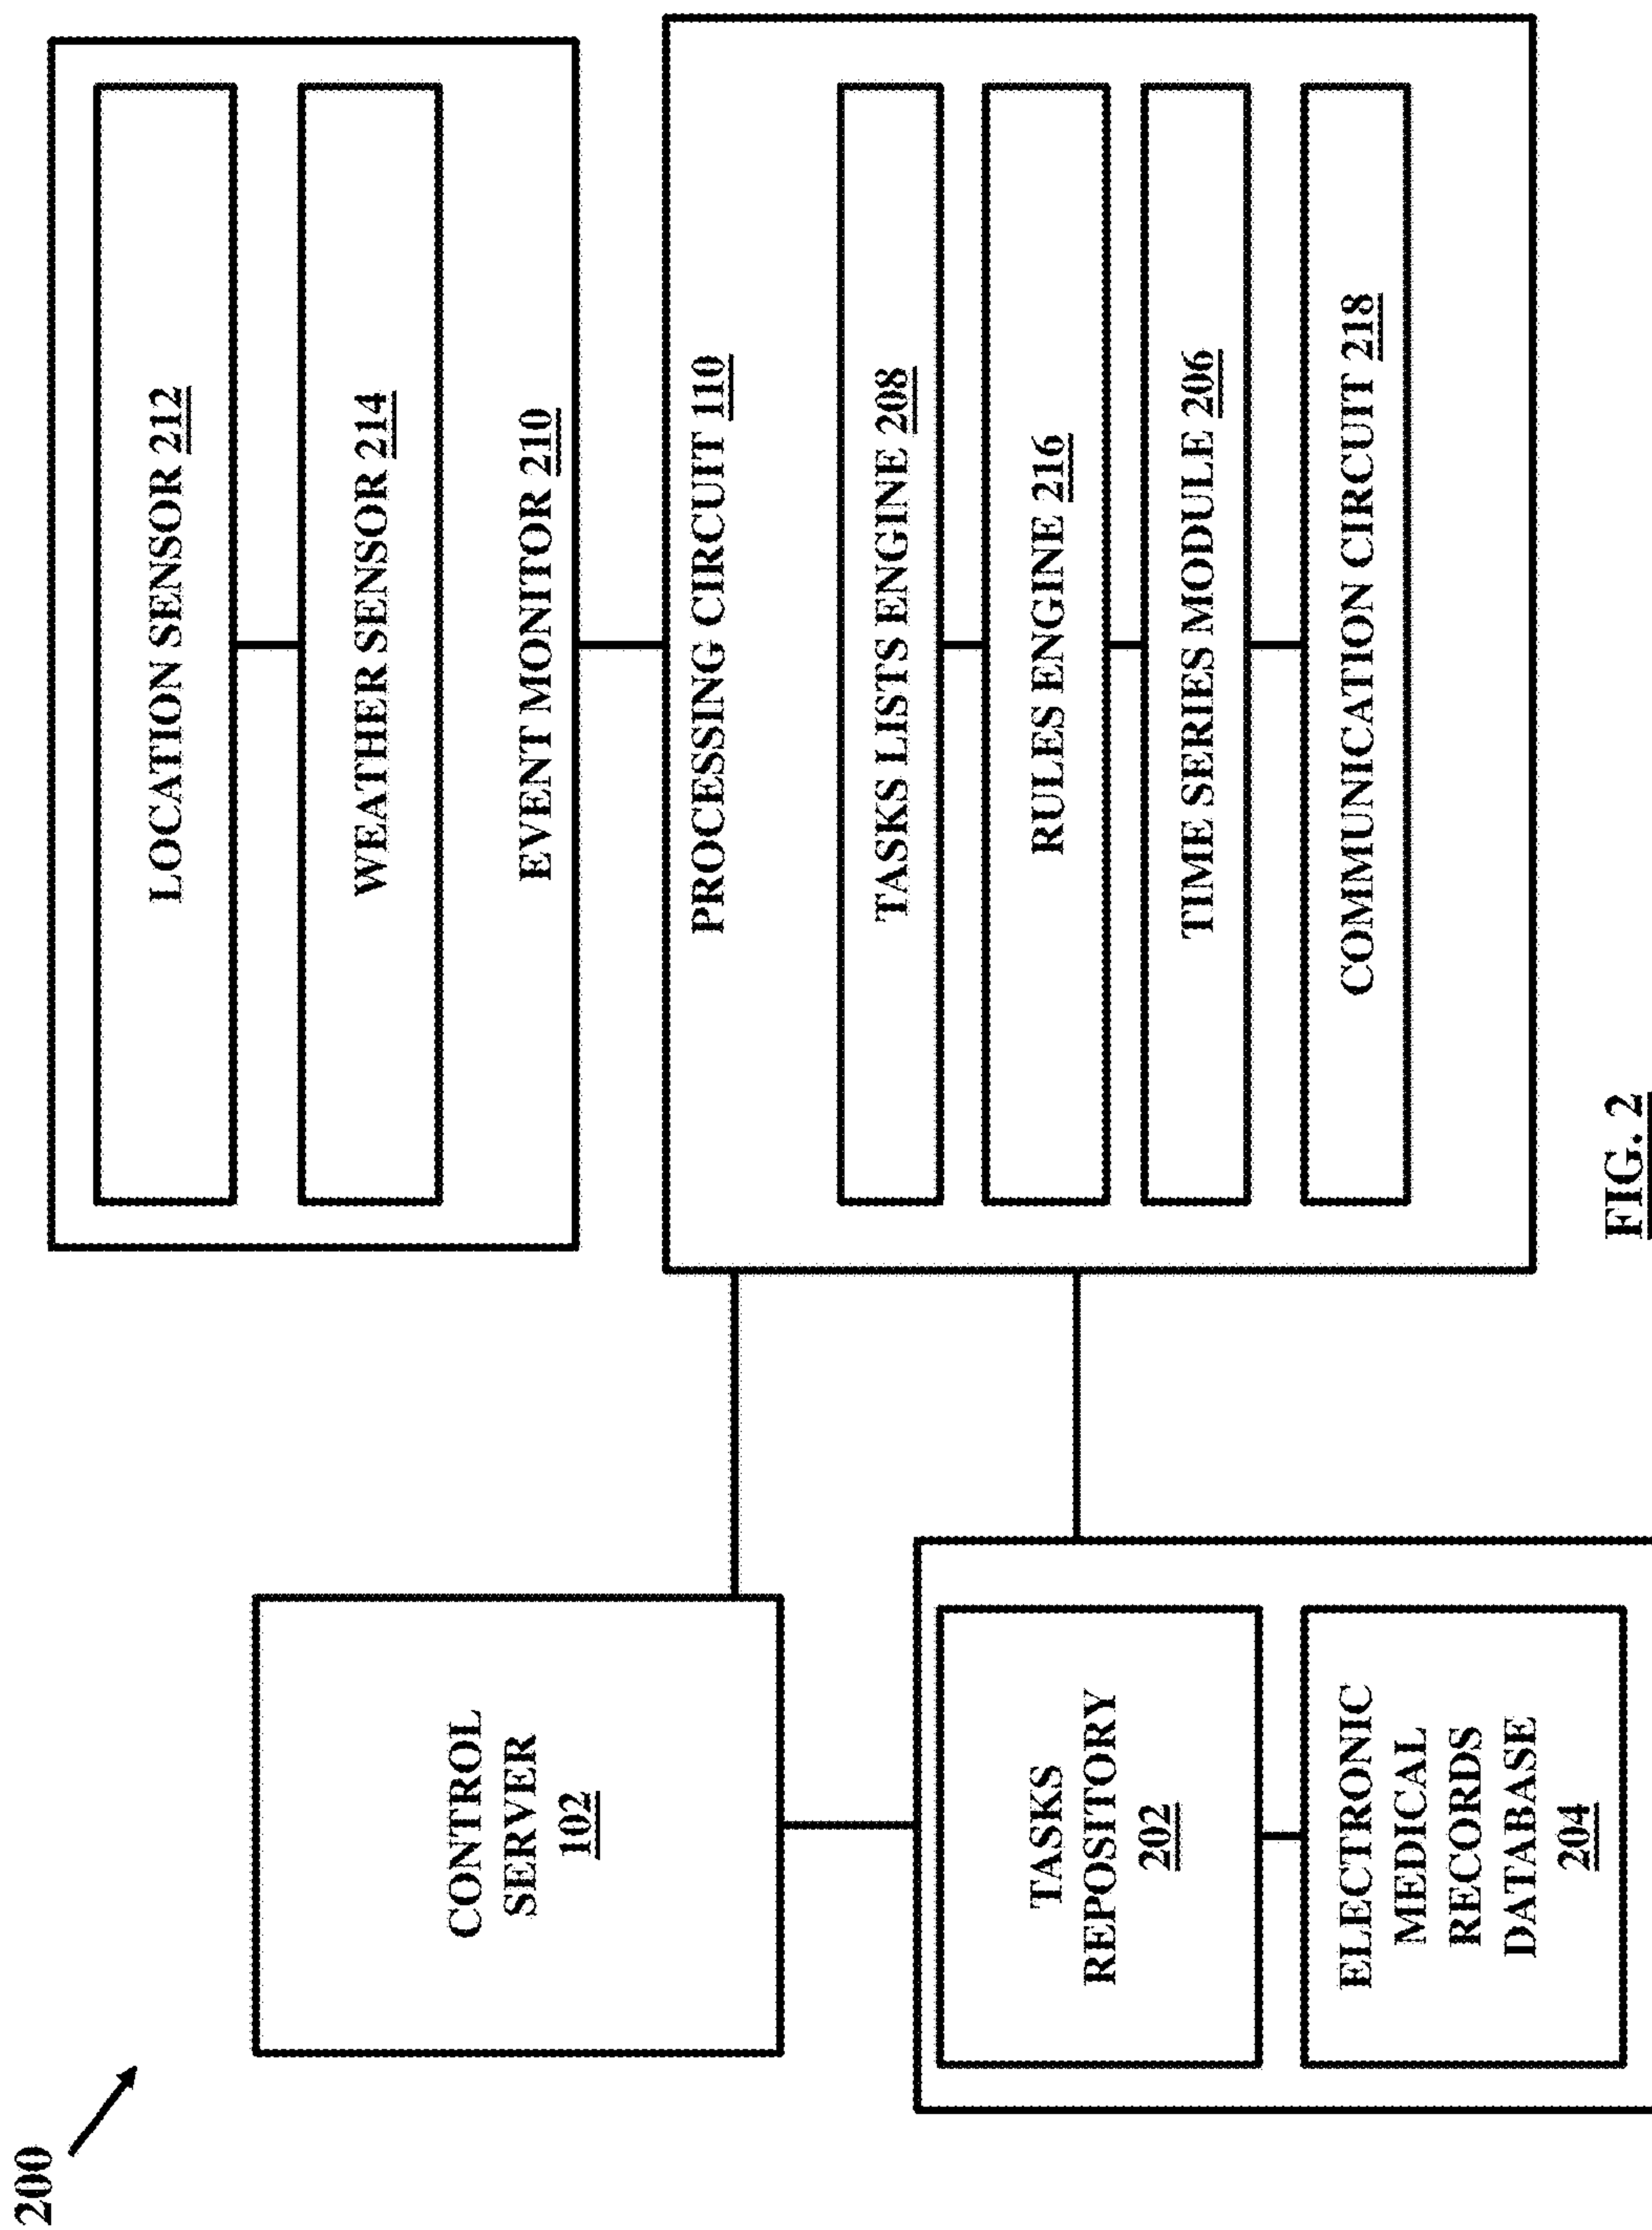 200
CONTROL
SERVER
102
TASKS
REPOSITORY
202
ELECTRONIC
MEDICAL
RECORDS
DATABASE
204
LOCATION SENSOR 212
WEATHER SENSOR 214
EVENT MONITOR 210
PROCESSING CIRCUIT 110
TASKS LISTS ENGINE 208
RULES ENGINE 216
TIME SERIES MODULE 206
COMMUNICATION CIRCUIT 218
FIG. 2